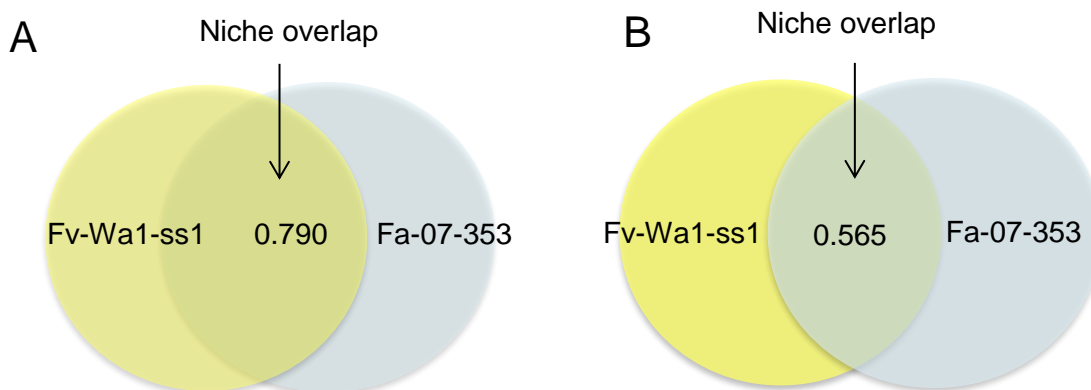 A
Niche overlap
Fv-Wa1-ss1
0.790
Fa-07-353
B
Niche overlap
Fv-Wa1-ss1
0.565
Fa-07-353